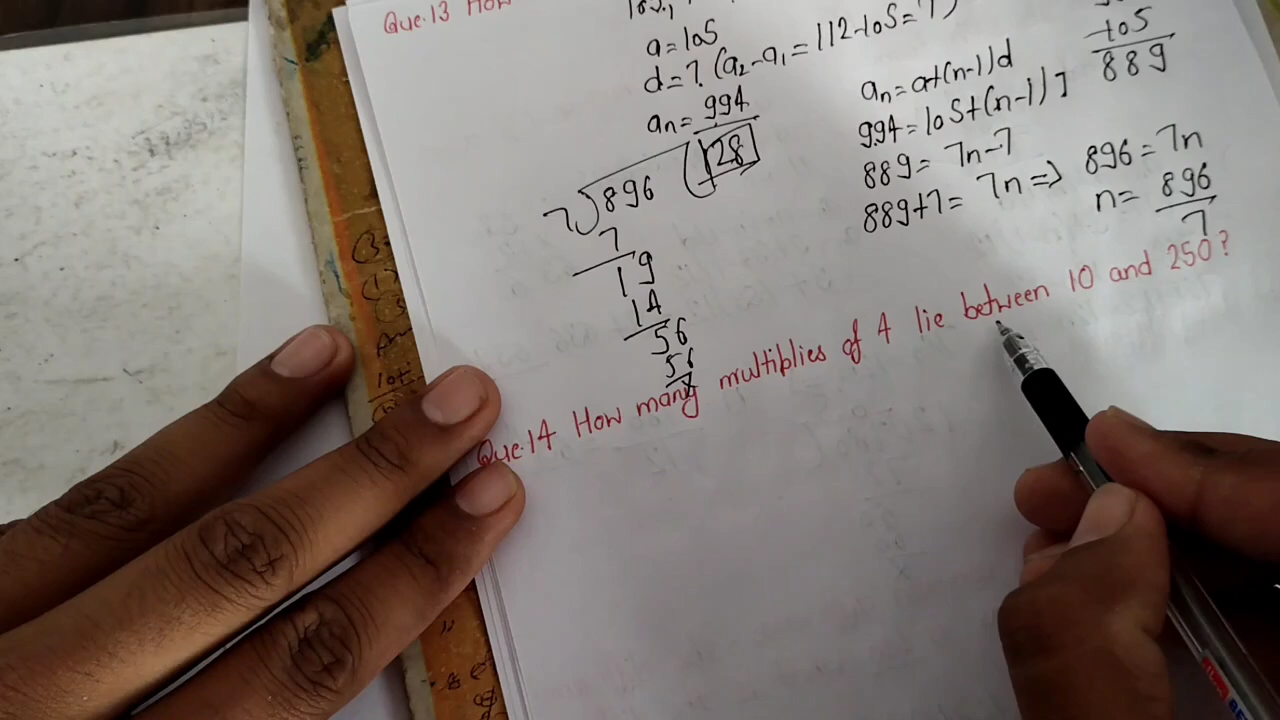 Que.13 How
a=105
d=7 (a₂-a₁=112-105=7)
aₙ=994
7)896(128
7
19
14
56
56
x
105
889
aₙ=a+(n-1)d
994=105+(n-1)7
889=7n-7
889+7=7n=>896=7n
n=896/7
Que.14 How many multiplies of 4 lie between 10 and 250?